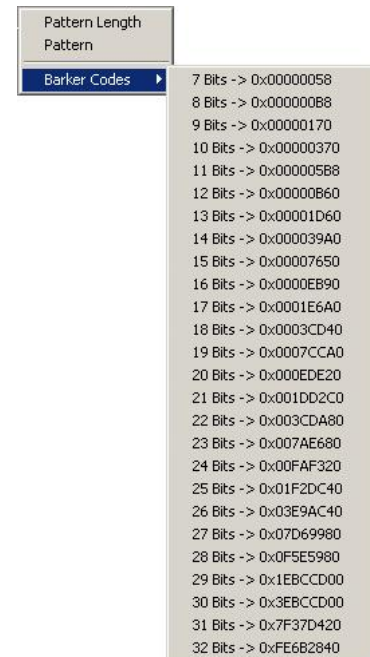 Pattern Length
Pattern
Barker Codes
7 Bits -> 0x00000058
8 Bits -> 0x000000B8
9 Bits -> 0x00000170
10 Bits -> 0x00000370
11 Bits -> 0x000005B8
12 Bits -> 0x00000B60
13 Bits -> 0x00001D60
14 Bits -> 0x000039A0
15 Bits -> 0x00007650
16 Bits -> 0x0000EB90
17 Bits -> 0x0001E6A0
18 Bits -> 0x0003CD40
19 Bits -> 0x0007CCA0
20 Bits -> 0x000EDE20
21 Bits -> 0x001DD2C0
22 Bits -> 0x003CDA80
23 Bits -> 0x007AE680
24 Bits -> 0x00FAF320
25 Bits -> 0x01F2DC40
26 Bits -> 0x03E9AC40
27 Bits -> 0x07D69980
28 Bits -> 0x0F5E5980
29 Bits -> 0x1EBCCD00
30 Bits -> 0x3EBCCD00
31 Bits -> 0x7F37D420
32 Bits -> 0xFE6B2840